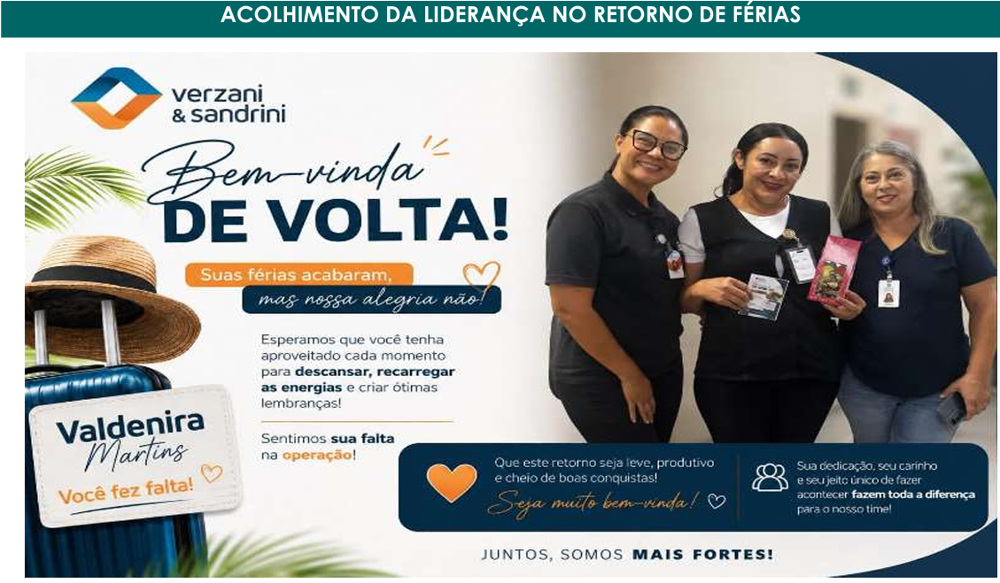 ACOLHIMENTO DA LIDERANÇA NO RETORNO DE FÉRIAS
verzani
& sandrini
Bem-vinda
DE VOLTA!
Suas férias acabaram,
mas nossa alegria não!
Esperamos que você tenha
aproveitado cada momento
para descansar, recarregar
as energias e criar ótimas
lembranças!
Sentimos sua falta
na operação!
Valdenira
Martins
Você fez falta!
Que este retorno seja leve, produtivo
e cheio de boas conquistas!
Seja muito bem-vinda!
Sua dedicação, seu carinho
e seu jeito único de fazer
acontecer fazem toda a diferença
para o nosso time!
JUNTOS, SOMOS MAIS FORTES!